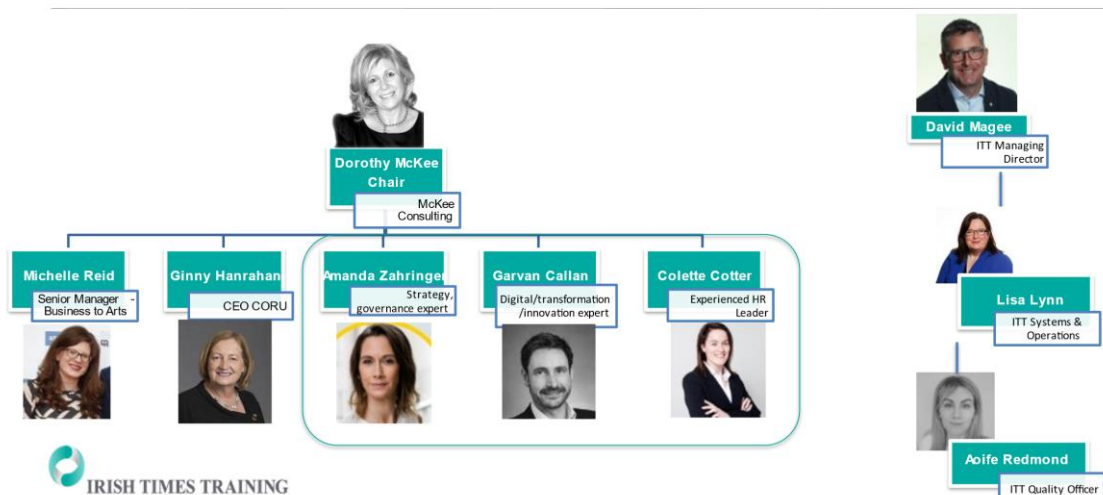 Dorothy McKee
Chair
McKee
Consulting
Michelle Reid
Senior Manager -
Business to Arts
Ginny Hanrahan
CEO CORU
Amanda Zahringer
Strategy,
governance expert
Garvan Callan
Digital/transformation
/innovation expert
Colette Cotter
Experienced HR
Leader
David Magee
ITT Managing
Director
Lisa Lynn
ITT Systems &
Operations
Aoife Redmond
ITT Quality Officer
IRISH TIMES TRAINING